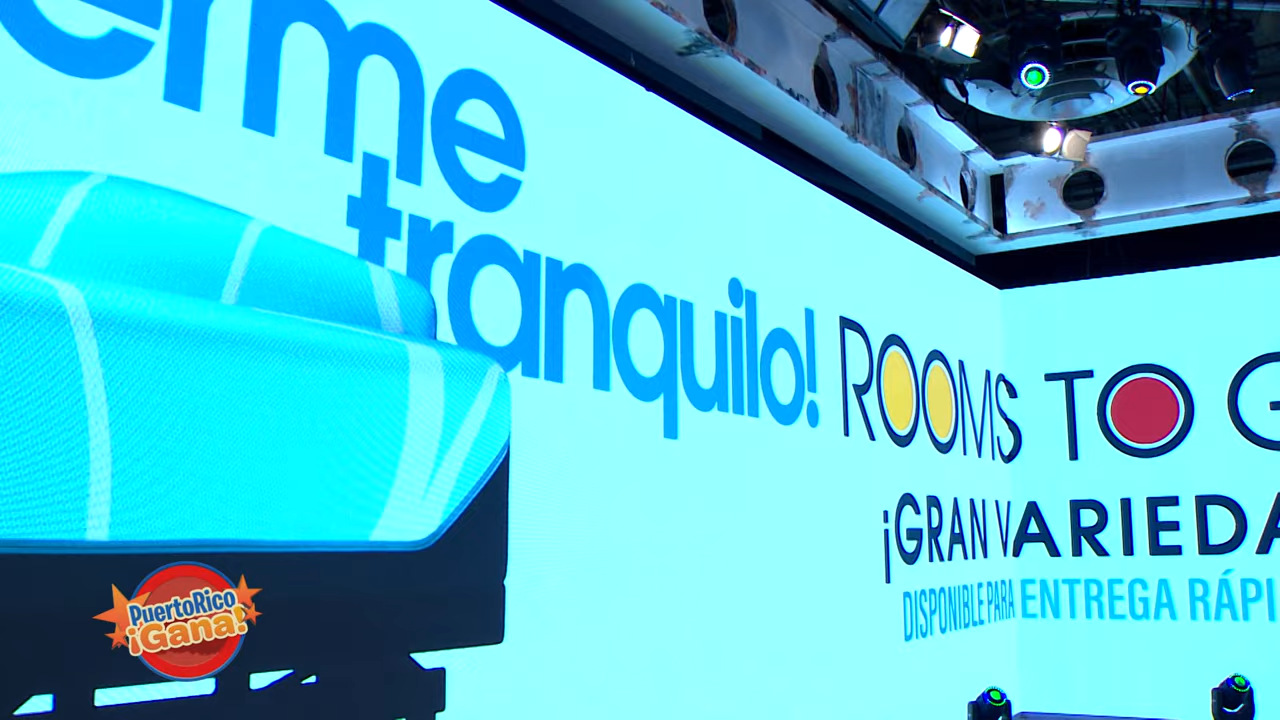 erme
tranquilo!
ROOMS TO G
¡GRAN VARIEDA
DISPONIBLE PARA ENTREGA RÁPI
PuertoRico
¡Gana!